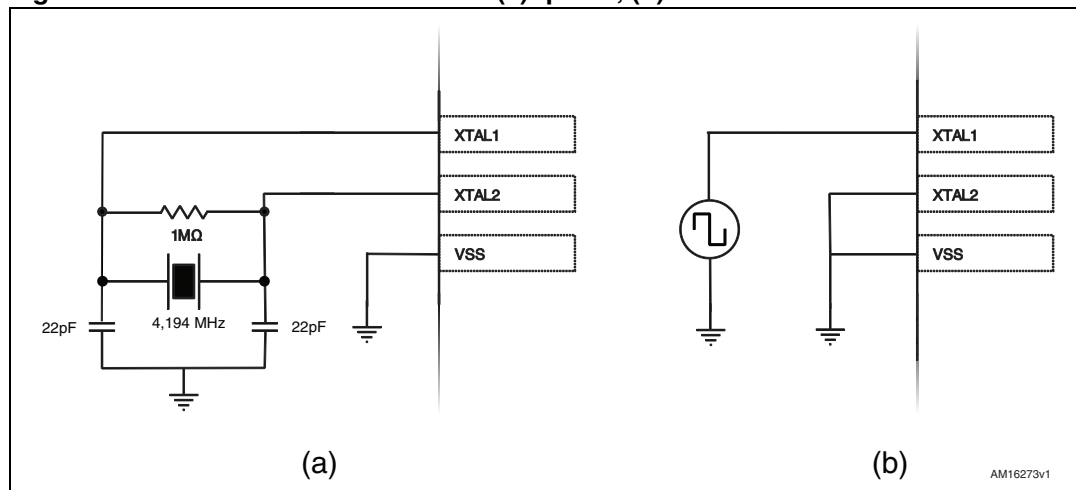 XTAL1
XTAL2
1MΩ
VSS
22pF
4,194 MHz
22pF
(a)
XTAL1
XTAL2
VSS
(b)
AM16273v1